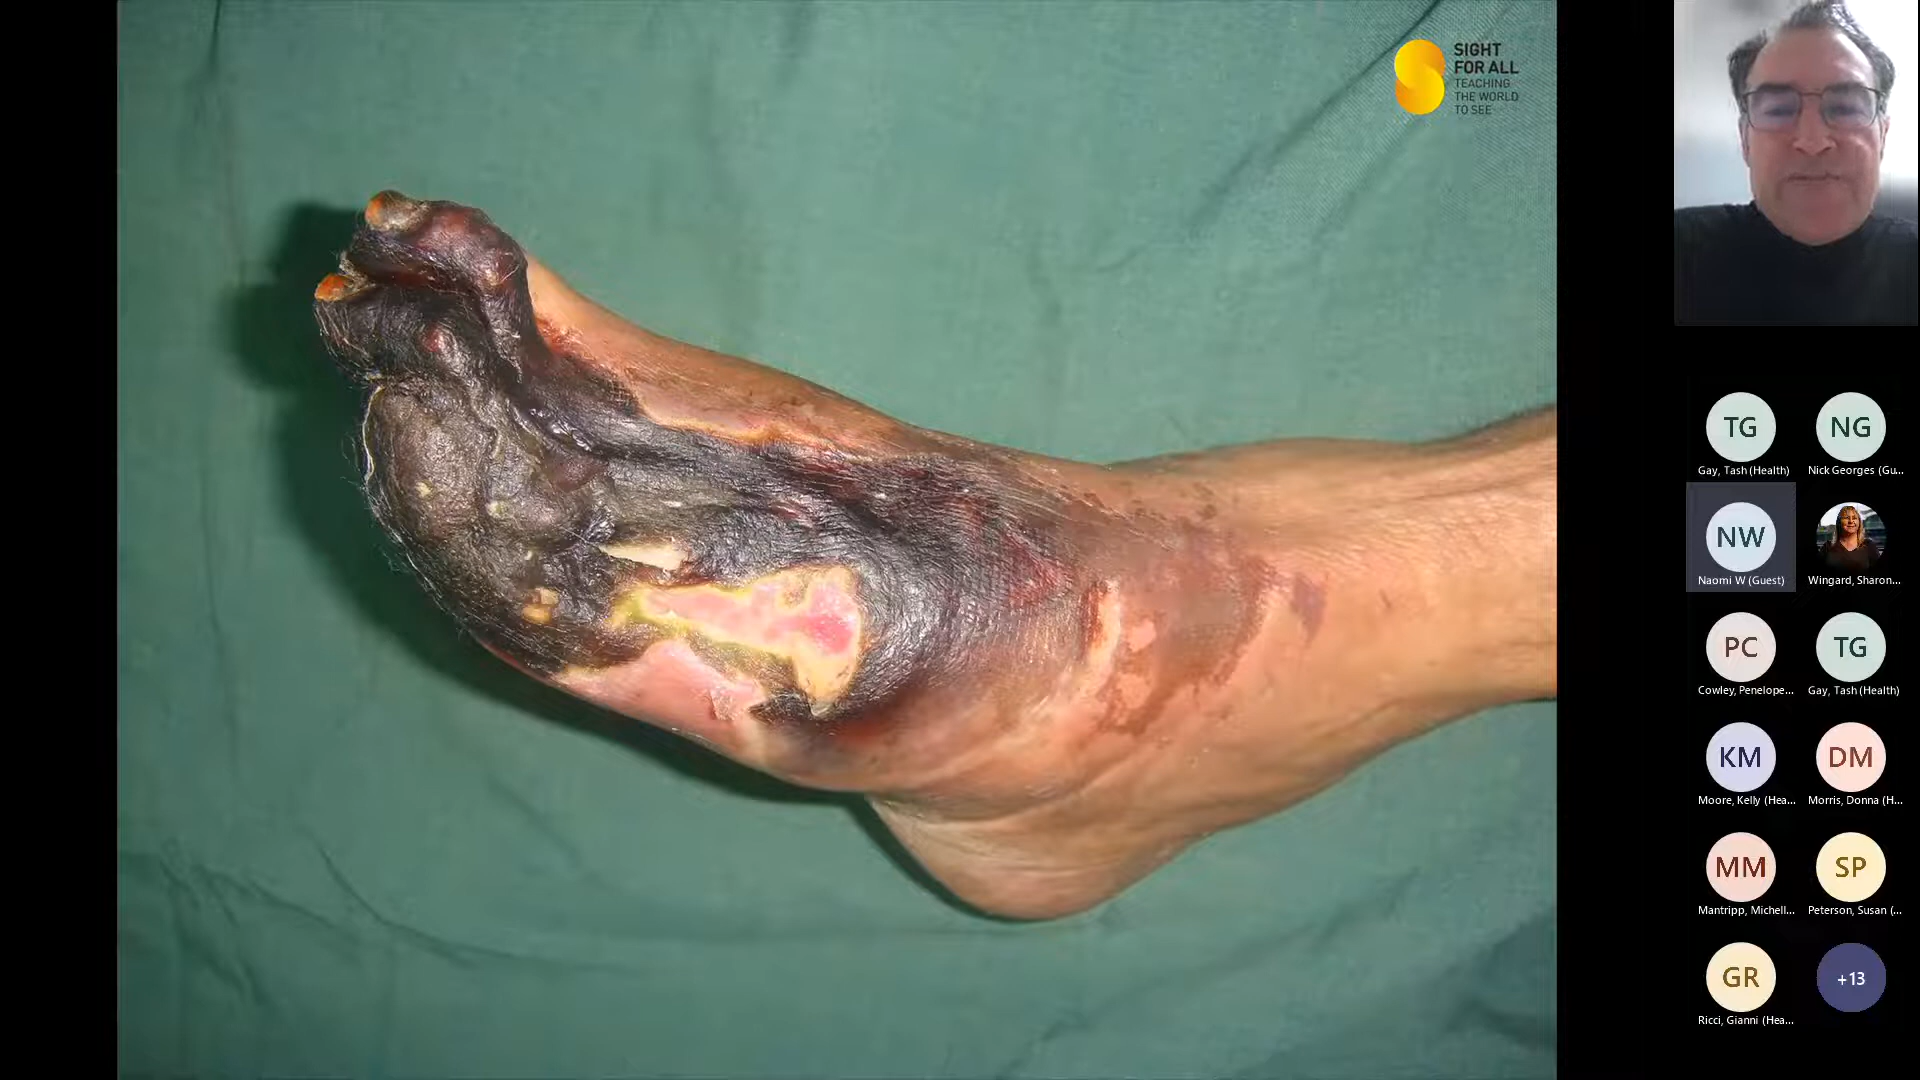 SIGHT
FOR ALL
TEACHING
THE WORLD
TO SEE
TG
NG
Gay, Tash (Health)
Nick Georges (Gu...
NW
Naomi W (Guest)
Wingard, Sharon...
PC
TG
Cowley, Penelope...
Gay, Tash (Health)
KM
DM
Moore, Kelly (Hea...
Morris, Donna (H...
MM
SP
Mantripp, Michell...
Peterson, Susan (...
GR
+13
Ricci, Gianni (Hea...